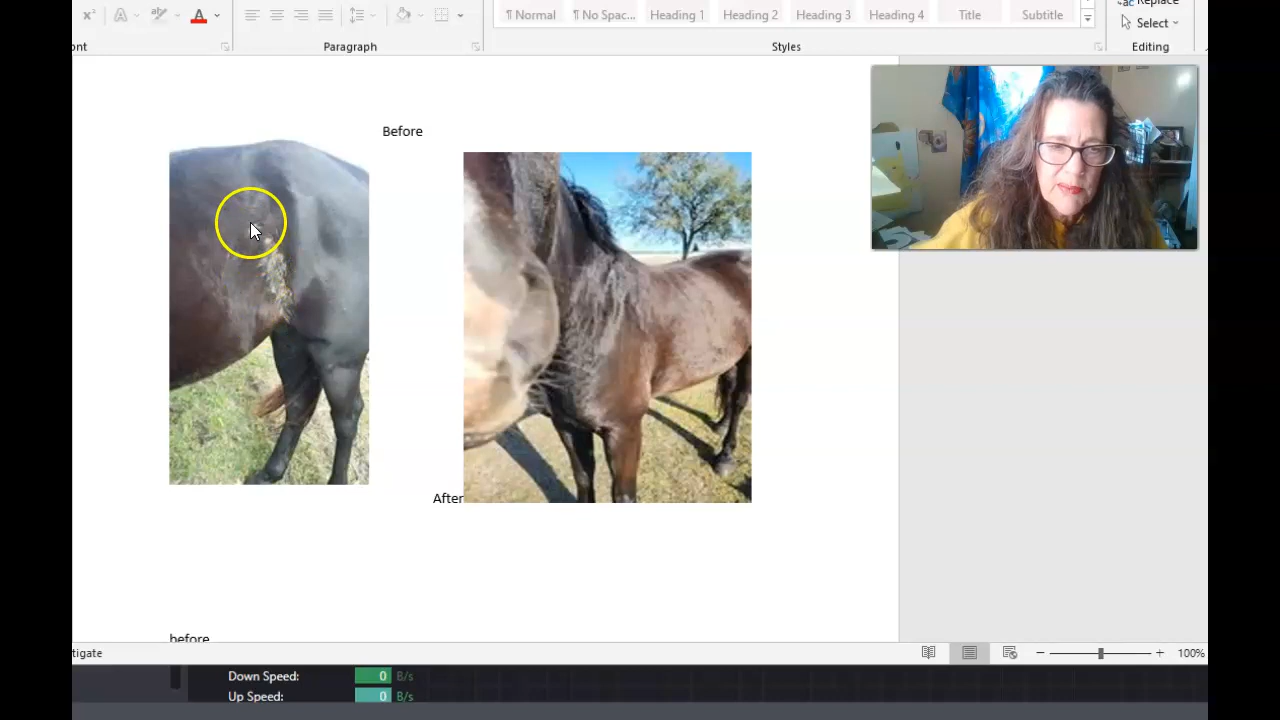 x² A A
¶ Normal ¶ No Spac... Heading 1 Heading 2 Heading 3 Heading 4 Title Subtitle
Replace
Select
ont Paragraph Styles Editing
Before
After
before
tigate 100%
Down Speed: 0 B/s
Up Speed: 0 B/s